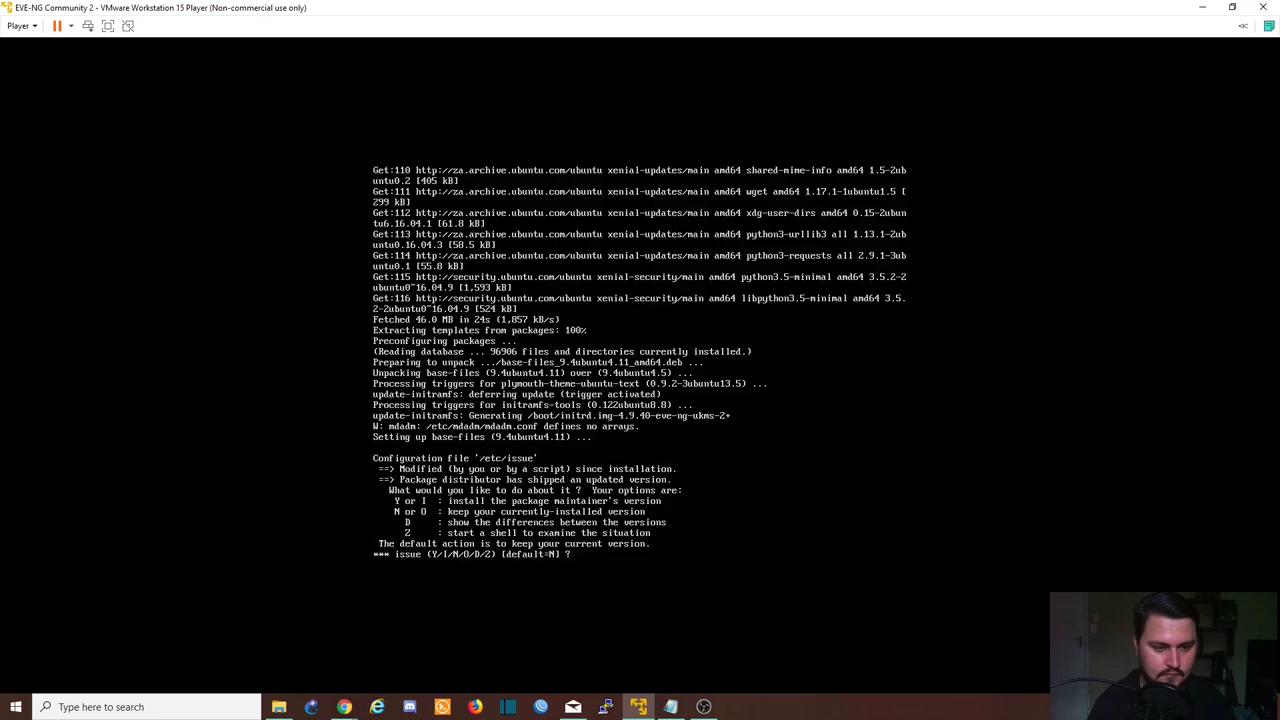 EVE-NG Community 2 - VMware Workstation 15 Player (Non-commercial use only)
Player
Get:110 http://za.archive.ubuntu.com/ubuntu xenial-updates/main amd64 shared-mime-info amd64 1.5-2ub
untu0.2 [405 kB]
Get:111 http://za.archive.ubuntu.com/ubuntu xenial-updates/main amd64 wget amd64 1.17.1-1ubuntu1.5 [
299 kB]
Get:112 http://za.archive.ubuntu.com/ubuntu xenial-updates/main amd64 xdg-user-dirs amd64 0.15-2ubun
tu6.16.04.1 [61.8 kB]
Get:113 http://za.archive.ubuntu.com/ubuntu xenial-updates/main amd64 python3-urllib3 all 1.13.1-2ub
untu0.16.04.3 [58.5 kB]
Get:114 http://za.archive.ubuntu.com/ubuntu xenial-updates/main amd64 python3-requests all 2.9.1-3ub
untu0.1 [55.8 kB]
Get:115 http://security.ubuntu.com/ubuntu xenial-security/main amd64 python3.5-minimal amd64 3.5.2-2
ubuntu0~16.04.9 [1,593 kB]
Get:116 http://security.ubuntu.com/ubuntu xenial-security/main amd64 libpython3.5-minimal amd64 3.5.
2-2ubuntu0~16.04.9 [524 kB]
Fetched 46.0 MB in 24s (1,857 kB/s)
Extracting templates from packages: 100%
Preconfiguring packages ...
(Reading database ... 96906 files and directories currently installed.)
Preparing to unpack .../base-files_9.4ubuntu4.11_amd64.deb ...
Unpacking base-files (9.4ubuntu4.11) over (9.4ubuntu4.5) ...
Processing triggers for plymouth-theme-ubuntu-text (0.9.2-3ubuntu13.5) ...
update-initramfs: deferring update (trigger activated)
Processing triggers for initramfs-tools (0.122ubuntu8.8) ...
update-initramfs: Generating /boot/initrd.img-4.9.40-eve-ng-ukms-2+
W: mdadm: /etc/mdadm/mdadm.conf defines no arrays.
Setting up base-files (9.4ubuntu4.11) ...
Configuration file '/etc/issue'
==> Modified (by you or by a script) since installation.
==> Package distributor has shipped an updated version.
What would you like to do about it ?  Your options are:
Y or I  : install the package maintainer's version
N or O  : keep your currently-installed version
D     : show the differences between the versions
Z     : start a shell to examine the situation
The default action is to keep your current version.
*** issue (Y/I/N/O/D/Z) [default=N] ?
Type here to search